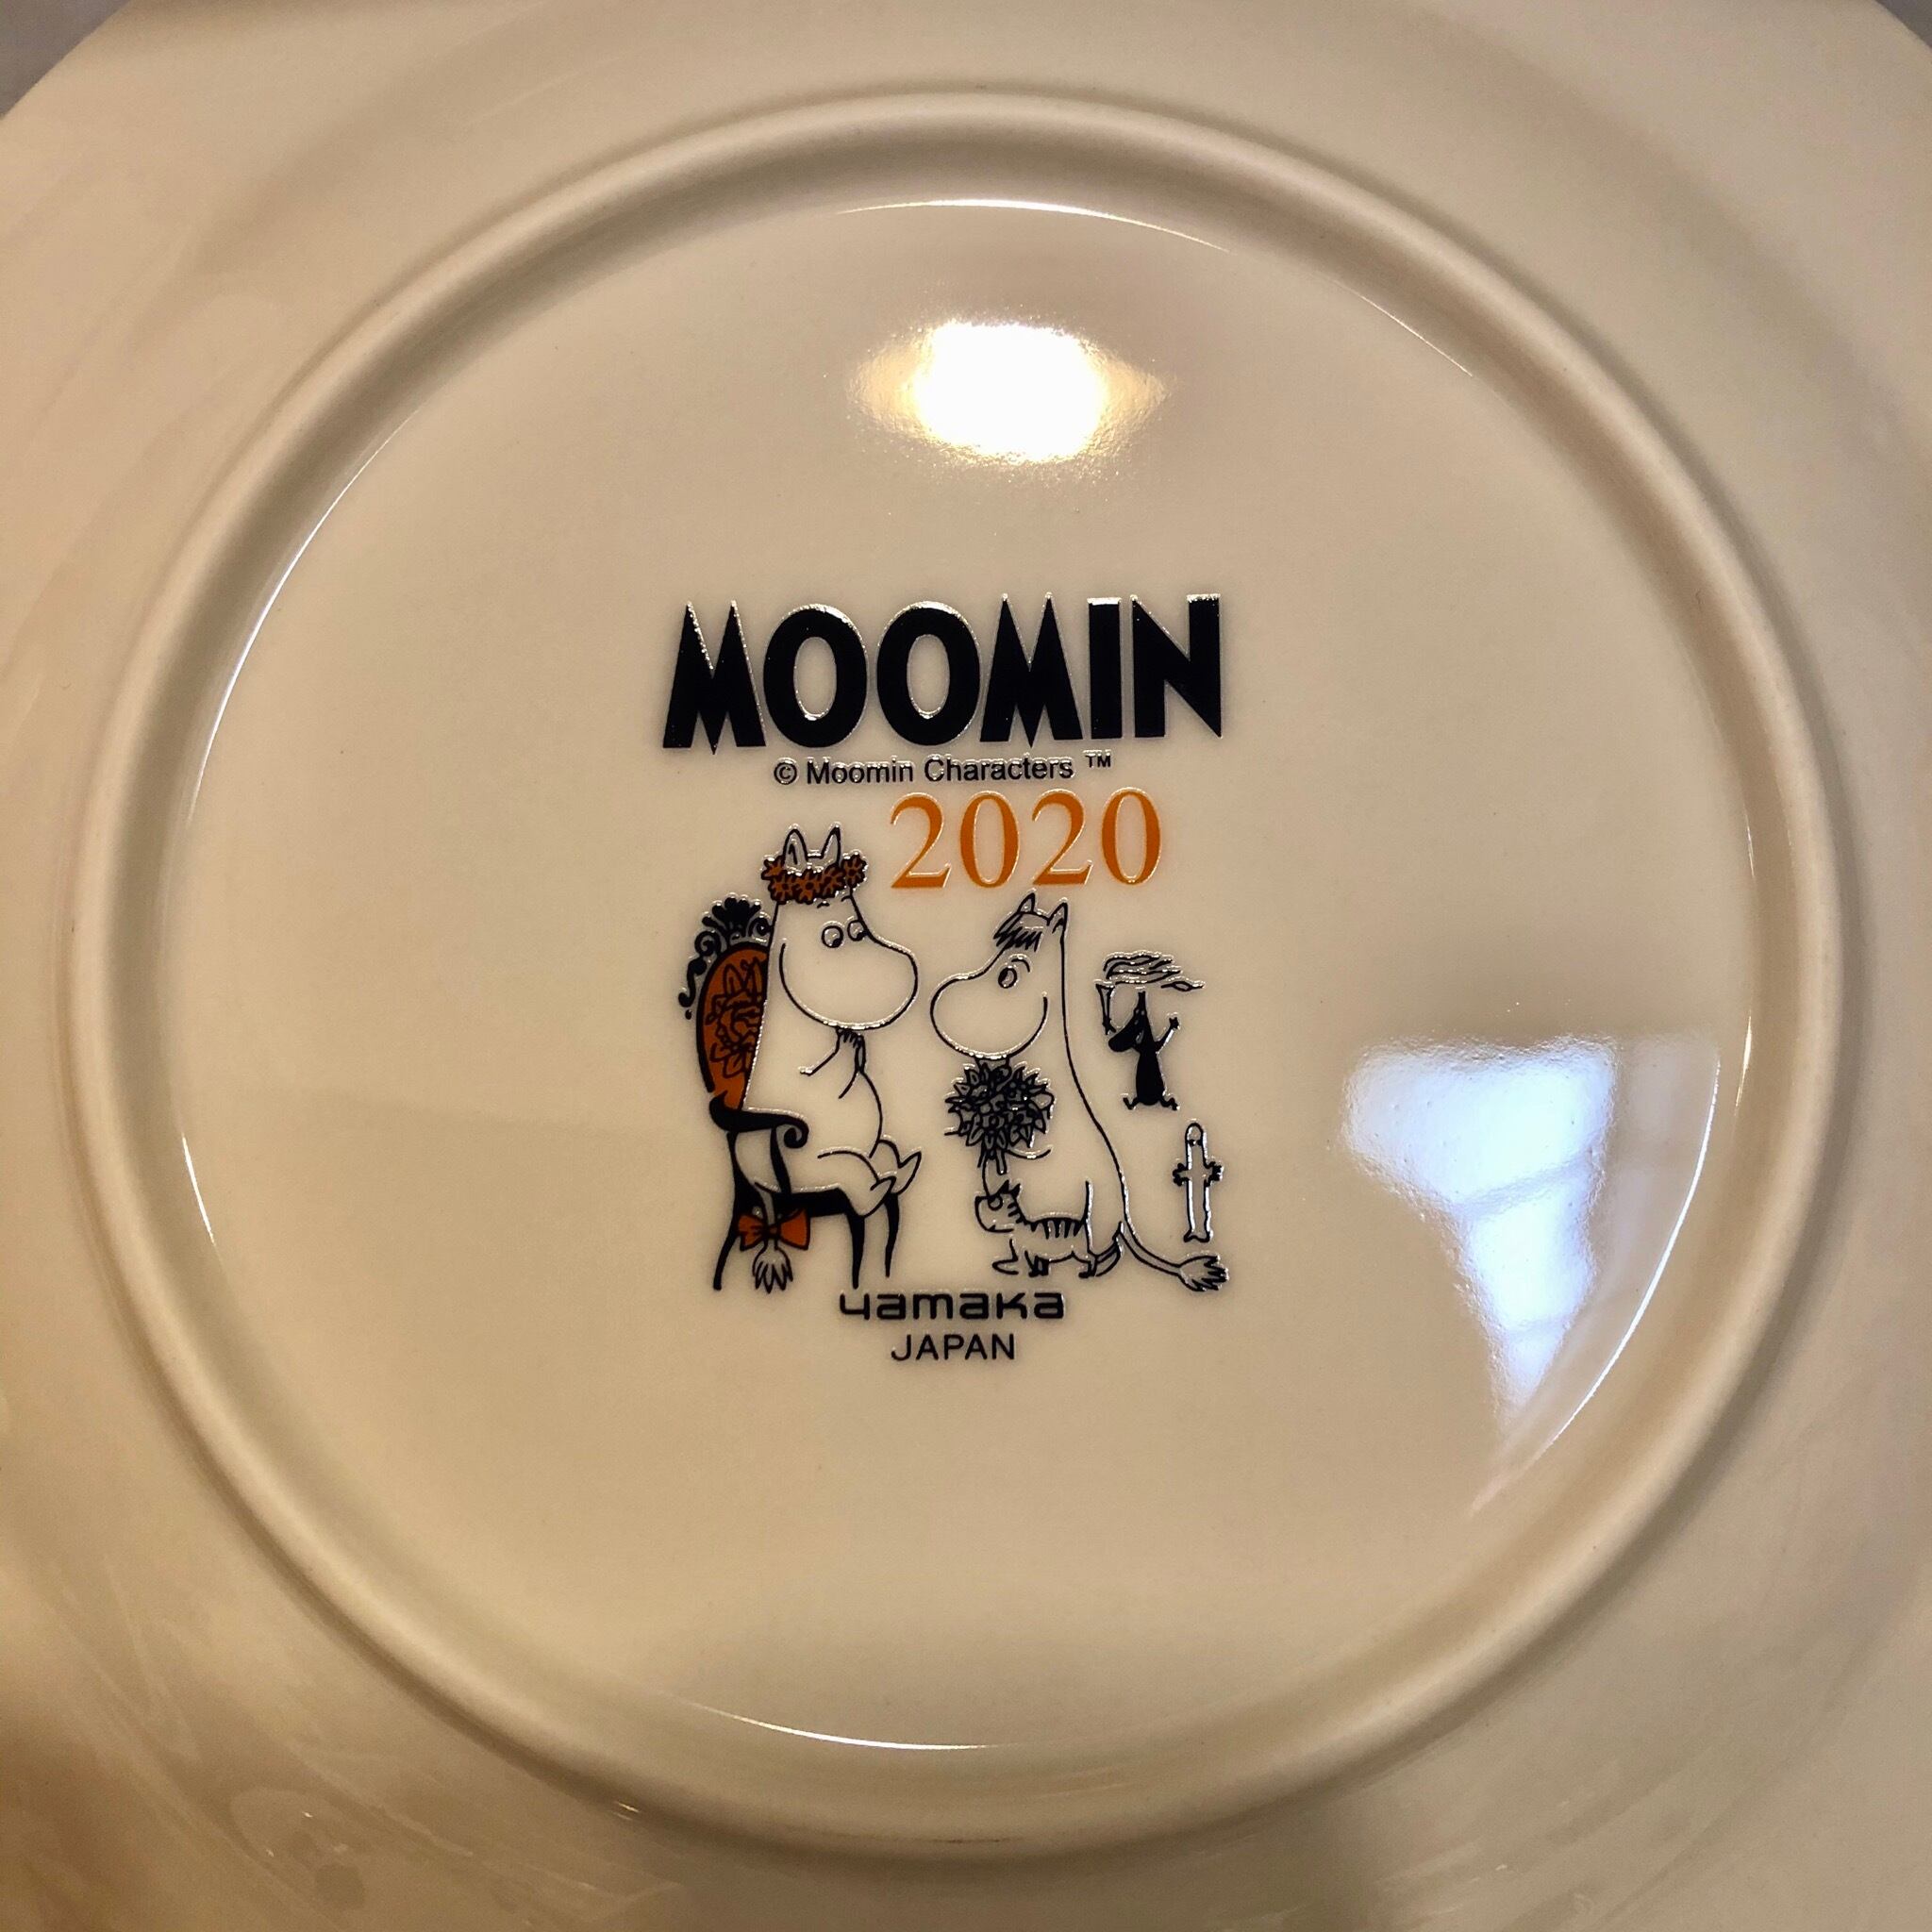 MOOMIN
© Moomin Characters ™
2020
yamaka
JAPAN